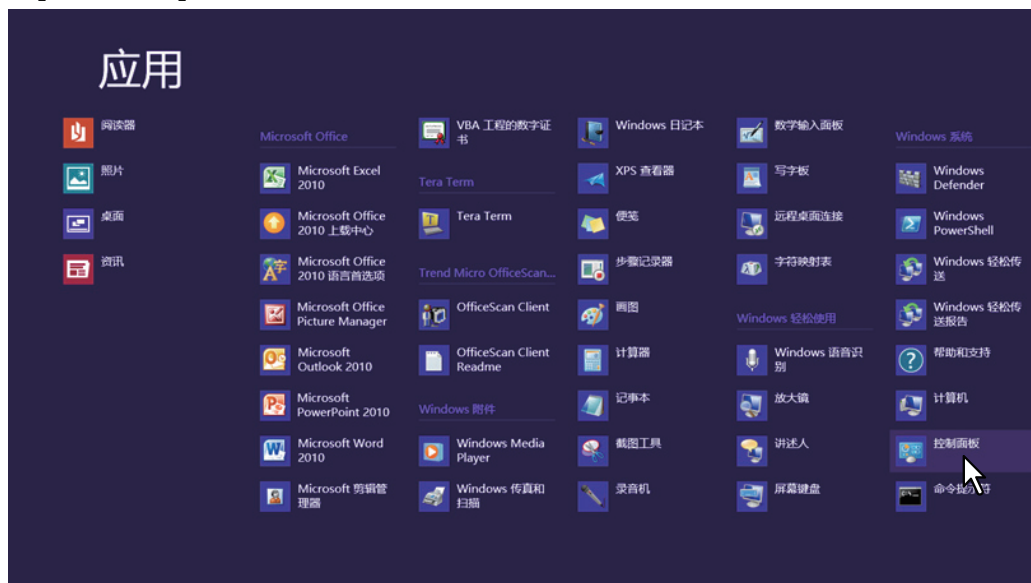 应用
阅读器
照片
桌面
资讯
Microsoft Office
Microsoft Excel
2010
Microsoft Office
2010 上载中心
Microsoft Office
2010 语言首选项
Microsoft Office
Picture Manager
Microsoft
Outlook 2010
Microsoft
PowerPoint 2010
Microsoft Word
2010
Microsoft 剪辑管
理器
VBA 工程的数字证
书
Tera Term
Tera Term
Trend Micro OfficeScan...
OfficeScan Client
OfficeScan Client
Readme
Windows 附件
Windows Media
Player
Windows 传真和
扫描
Windows 日记本
XPS 查看器
便笺
步骤记录器
画图
计算器
记事本
截图工具
录音机
数学输入面板
写字板
远程桌面连接
字符映射表
Windows 轻松使用
Windows 语音识
别
放大镜
讲述人
屏幕键盘
Windows 系统
Windows
Defender
Windows
PowerShell
Windows 轻松传
送
Windows 轻松传
送报告
帮助和支持
计算机
控制面板
命令提示符